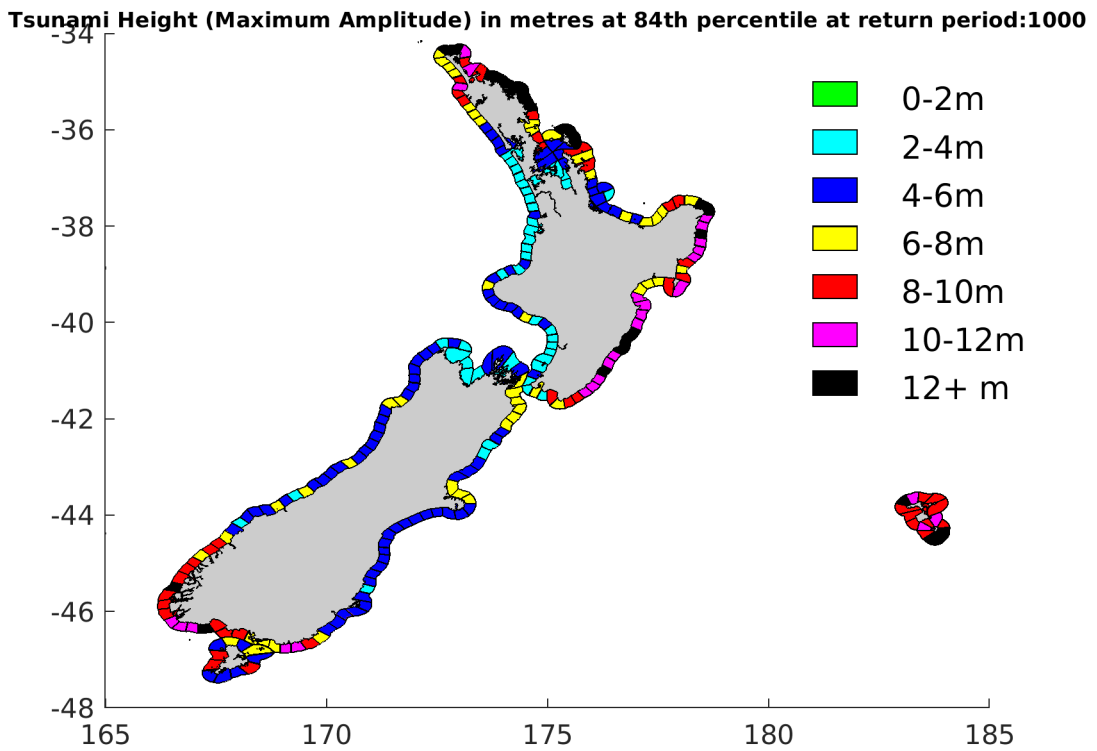 Tsunami Height (Maximum Amplitude) in metres at 84th percentile at return period:1000
-34
-36
-38
-40
-42
-44
-46
-48
165
170
175
180
185
0-2m
2-4m
4-6m
6-8m
8-10m
10-12m
12+ m